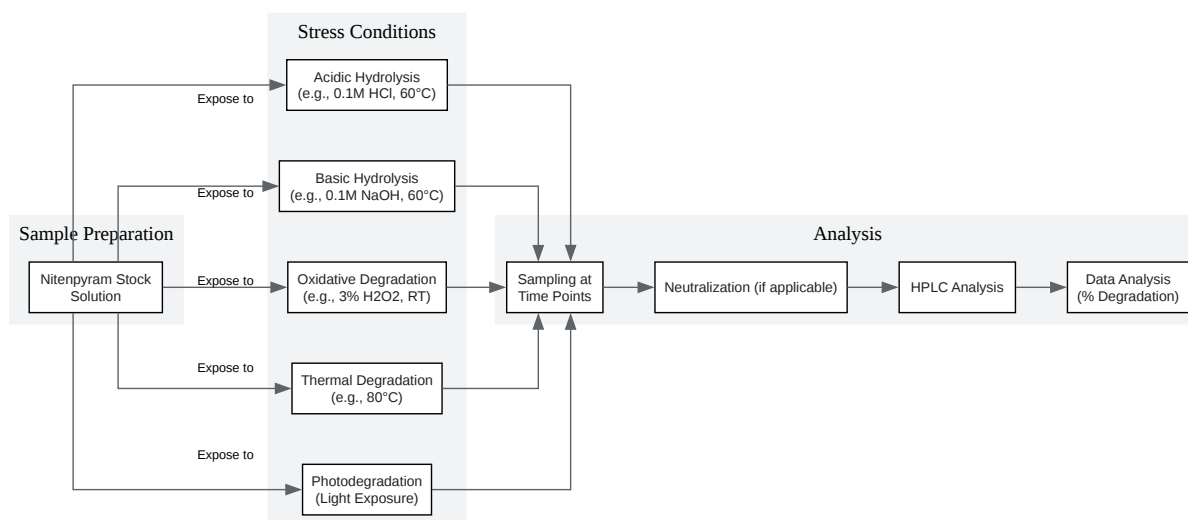 Stress Conditions
Acidic Hydrolysis
(e.g., 0.1M HCl, 60°C)
Expose to
Basic Hydrolysis
(e.g., 0.1M NaOH, 60°C)
Expose to
Sample Preparation
Analysis
Nitenpyram Stock
Solution
Expose to
Oxidative Degradation
(e.g., 3% H2O2, RT)
Sampling at
Time Points
Neutralization (if applicable)
HPLC Analysis
Data Analysis
(% Degradation)
Expose to
Thermal Degradation
(e.g., 80°C)
Expose to
Photodegradation
(Light Exposure)